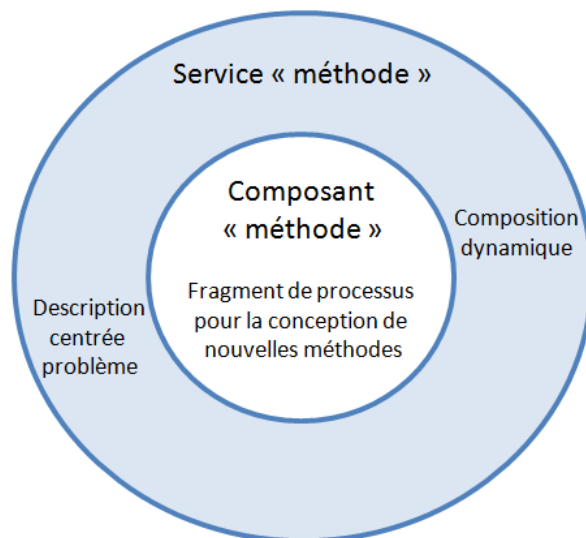 Service « méthode »
Composant
« méthode »
Fragment de processus
pour la conception de
nouvelles méthodes
Composition
dynamique
Description
centrée
problème